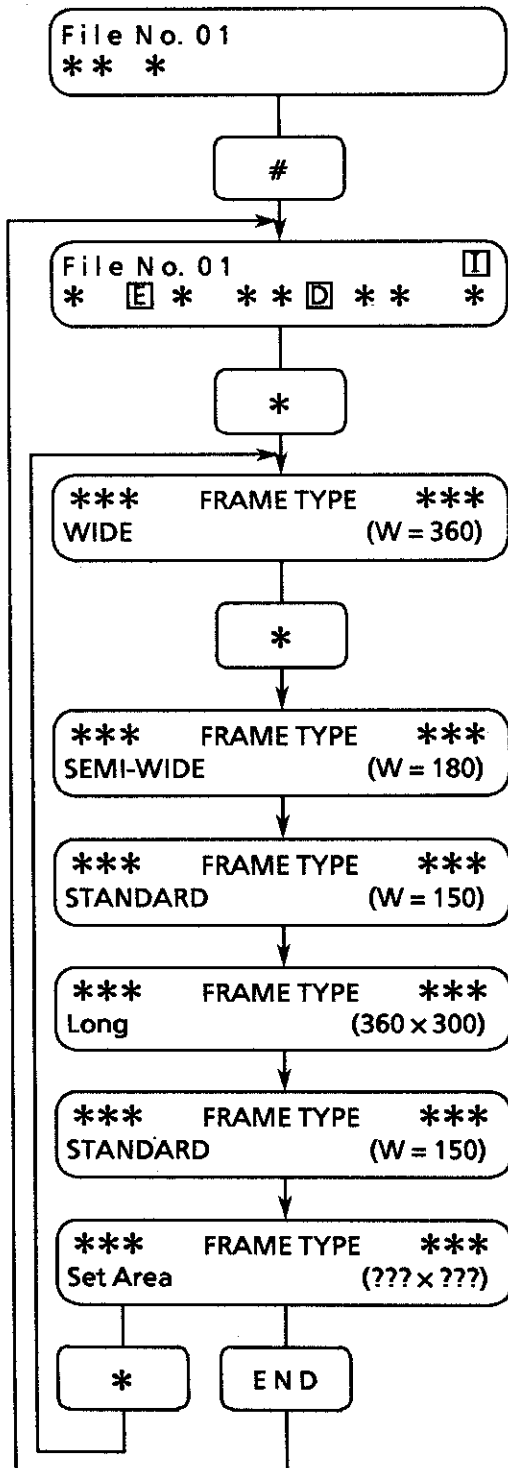 File No. 01
** *
#
File No. 01 I
* E * ** D ** *
*
*** FRAME TYPE ***
WIDE (W = 360)
*
*** FRAME TYPE ***
SEMI-WIDE (W = 180)
*** FRAME TYPE ***
STANDARD (W = 150)
*** FRAME TYPE ***
Long (360 × 300)
*** FRAME TYPE ***
STANDARD (W = 150)
*** FRAME TYPE ***
Set Area (??? × ???)
* END